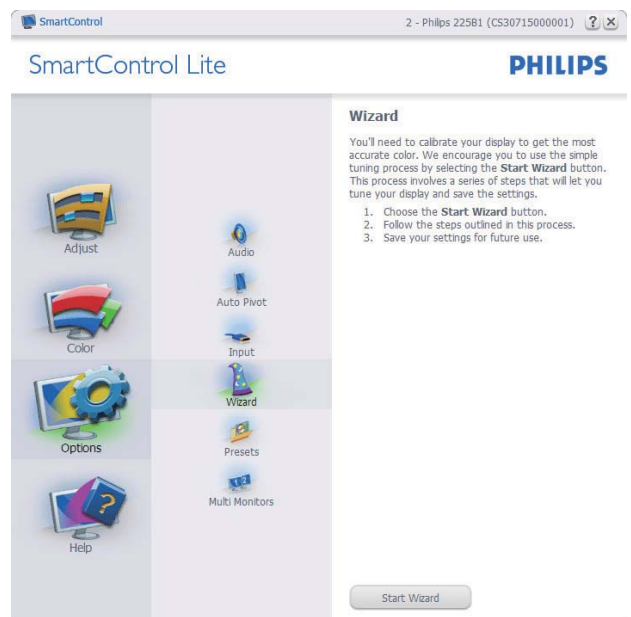 SmartControl
2 - Philips 225B1 (CS30715000001)
? X
SmartControl Lite
PHILIPS
Adjust
Color
Options
Help
Audio
Auto Pivot
Input
Wizard
Presets
1 2
Multi Monitors
Wizard
You'll need to calibrate your display to get the most
accurate color. We encourage you to use the simple
tuning process by selecting the Start Wizard button.
This process involves a series of steps that will let you
tune your display and save the settings.
1. Choose the Start Wizard button.
2. Follow the steps outlined in this process.
3. Save your settings for future use.
Start Wizard